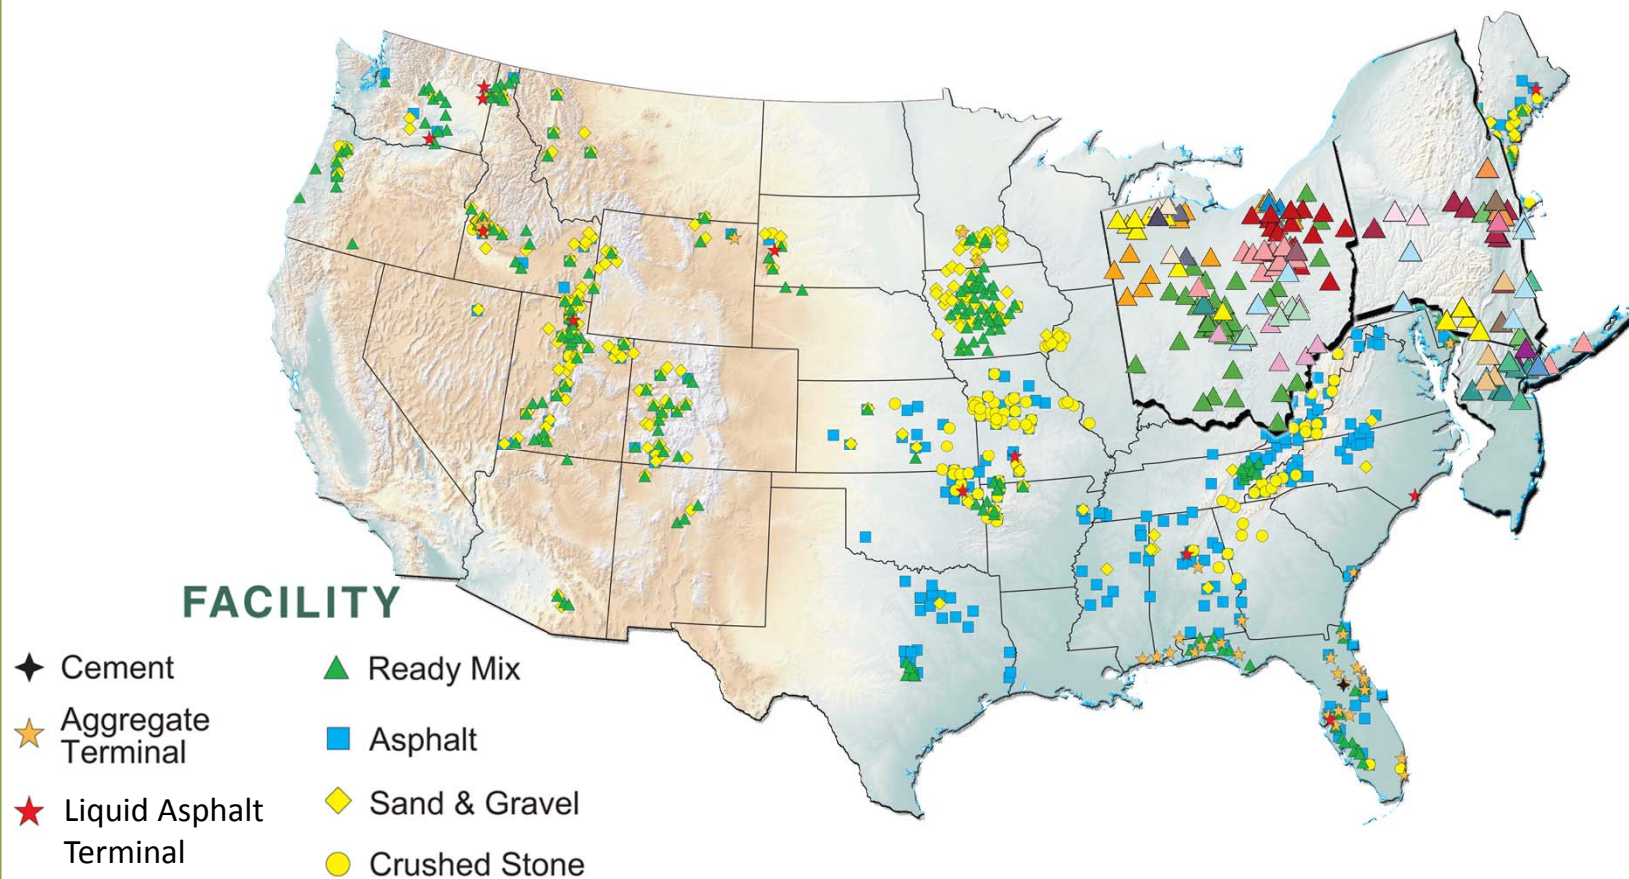 FACILITY
Cement
Aggregate
Terminal
Liquid Asphalt
Terminal
Ready Mix
Asphalt
Sand & Gravel
Crushed Stone